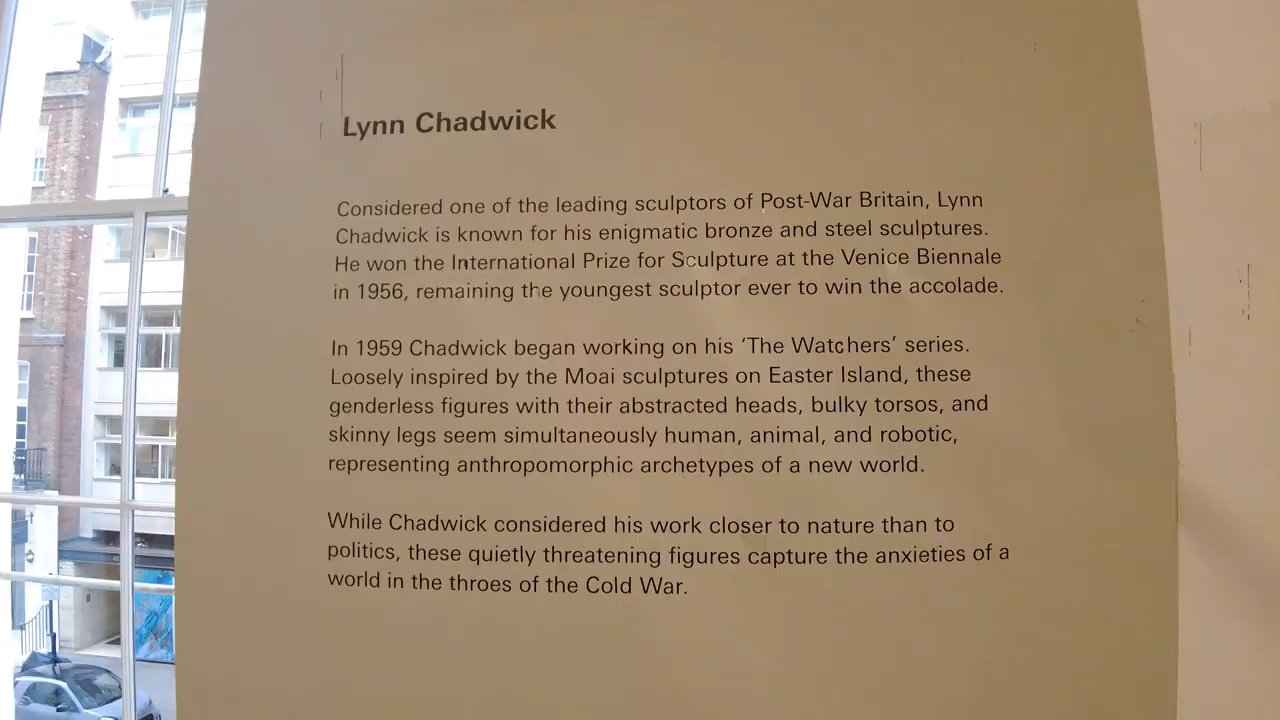 Lynn Chadwick
Considered one of the leading sculptors of Post-War Britain, Lynn
Chadwick is known for his enigmatic bronze and steel sculptures.
He won the International Prize for Sculpture at the Venice Biennale
in 1956, remaining the youngest sculptor ever to win the accolade.
In 1959 Chadwick began working on his ‘The Watchers’ series.
Loosely inspired by the Moai sculptures on Easter Island, these
genderless figures with their abstracted heads, bulky torsos, and
skinny legs seem simultaneously human, animal, and robotic,
representing anthropomorphic archetypes of a new world.
While Chadwick considered his work closer to nature than to
politics, these quietly threatening figures capture the anxieties of a
world in the throes of the Cold War.